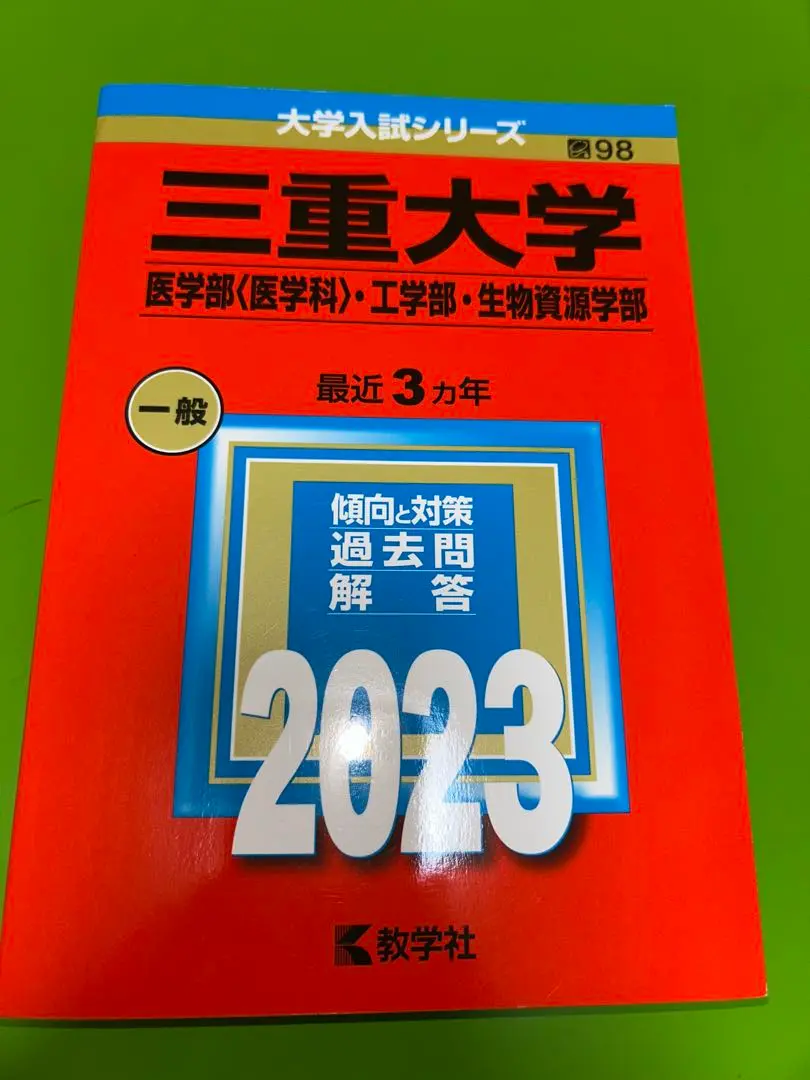 大学入試シリーズ
98
三重大学
医学部〈医学科〉・工学部・生物資源学部
最近3カ年
一般
傾向と対策
過去問
解答
2023
教学社